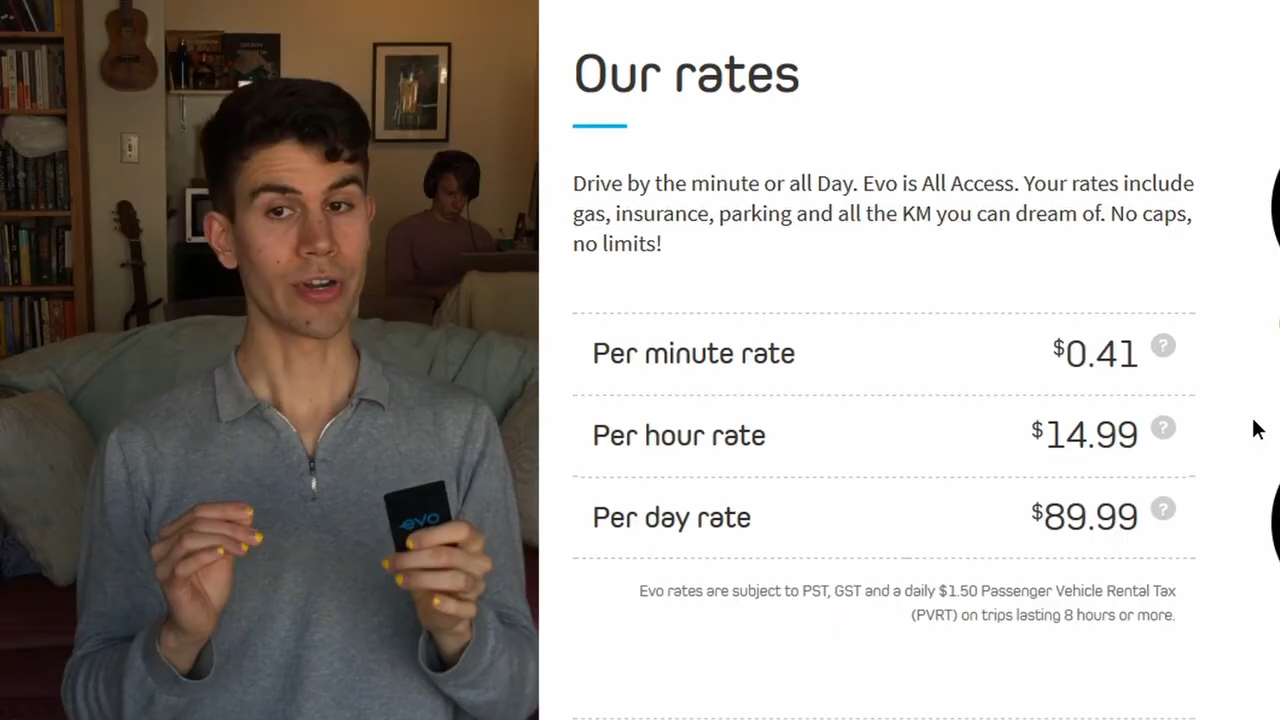 Our rates
Drive by the minute or all Day. Evo is All Access. Your rates include
gas, insurance, parking and all the KM you can dream of. No caps,
no limits!
Per minute rate $0.41 ?
Per hour rate $14.99 ?
Per day rate $89.99 ?
Evo rates are subject to PST, GST and a daily $1.50 Passenger Vehicle Rental Tax
(PVRT) on trips lasting 8 hours or more.
evo